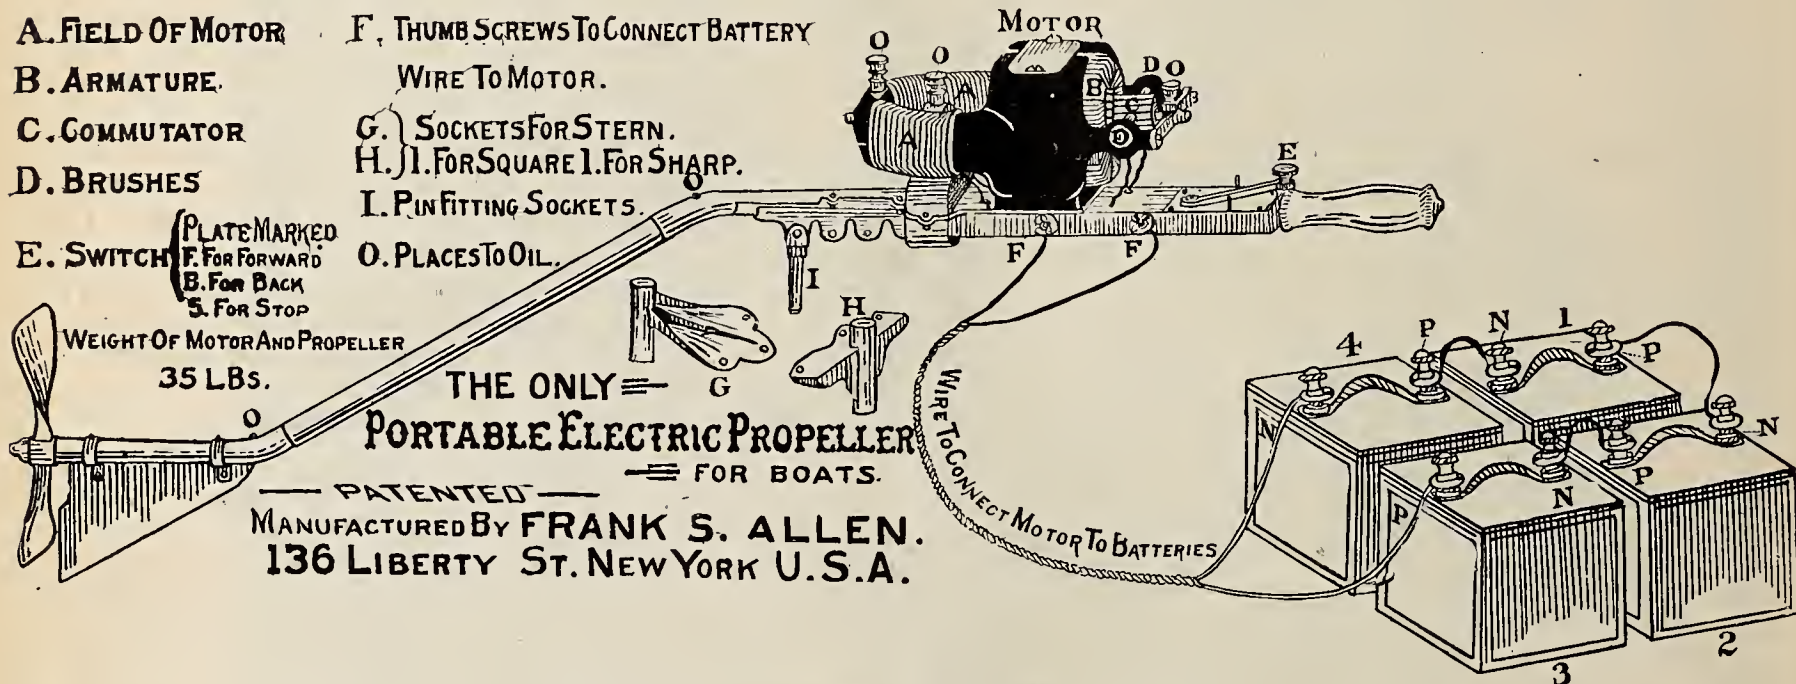 A. FIELD OF MOTOR
B. ARMATURE.
C. COMMUTATOR
D. BRUSHES
E. SWITCH
PLATE MARKED
F. FOR FORWARD
B. FOR BACK
S. FOR STOP
WEIGHT OF MOTOR AND PROPELLER
35 LBS.
F. THUMB SCREWS TO CONNECT BATTERY
WIRE TO MOTOR.
G. SOCKETS FOR STERN.
H. 1. FOR SQUARE 1. FOR SHARP.
I. PIN FITTING SOCKETS.
O. PLACES TO OIL.
MOTOR
O
O
D O
A
B
C
A
D
E
O
F
F
I
H
G
O
THE ONLY
PORTABLE ELECTRIC PROPELLER
FOR BOATS.
PATENTED
MANUFACTURED BY FRANK S. ALLEN.
136 LIBERTY ST. NEW YORK U.S.A.
WIRE TO CONNECT MOTOR TO BATTERIES
4
P
N
1
P
N
N
P
P
N
2
3